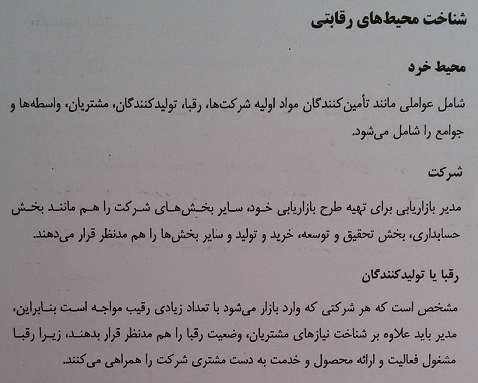 شناخت محیط‌های رقابتی
محیط خرد
شامل عواملی مانند تأمین‌کنندگان مواد اولیه شرکت‌ها، رقبا، تولیدکنندگان، مشتریان، واسطه‌ها و
جوامع را شامل می‌شود.
شرکت
مدیر بازاریابی برای تهیه طرح بازاریابی خود، سایر بخش‌های شرکت را هم مانند بخش
حسابداری، بخش تحقیق و توسعه، خرید و تولید و سایر بخش‌ها را هم مدنظر قرار می‌دهند.
رقبا یا تولیدکنندگان
مشخص است که هر شرکتی که وارد بازار می‌شود با تعداد زیادی رقیب مواجه است بنابراین،
مدیر باید علاوه بر شناخت نیازهای مشتریان، وضعیت رقبا را هم مدنظر قرار بدهند، زیرا رقبا
مشغول فعالیت و ارائه محصول و خدمت به دست مشتری شرکت را همراهی می‌کنند.